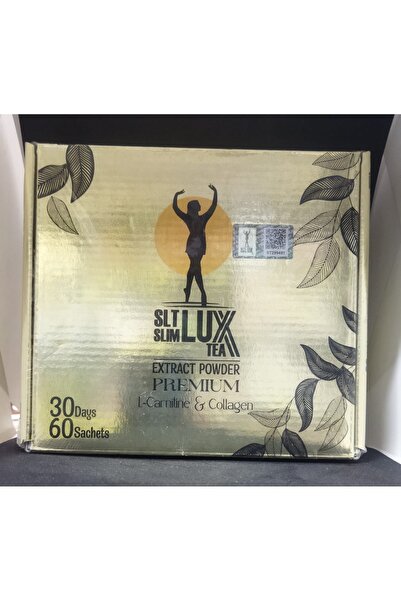 SLT
SLIM
LUX
TEA
EXTRACT POWDER
PREMIUM
L-Carnitine & Collagen
30 Days
60 Sachets